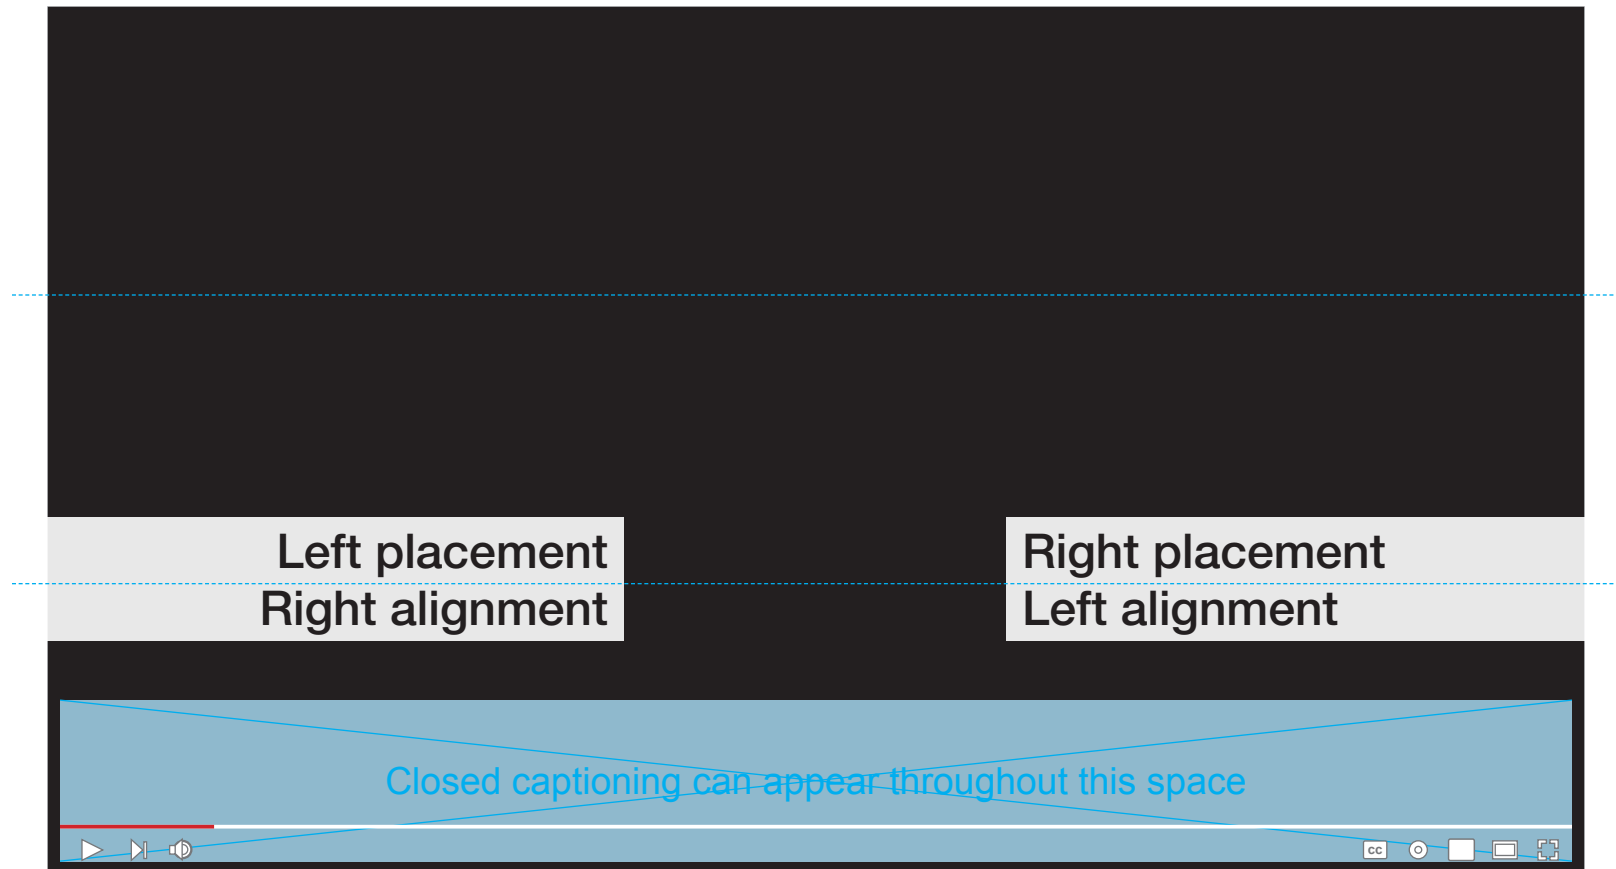 Left placement
Right alignment
Right placement
Left alignment
Closed captioning can appear throughout this space
cc